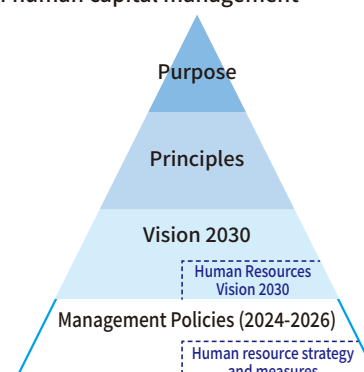 human capital management
Purpose
Principles
Vision 2030
Human Resources
Vision 2030
Management Policies (2024-2026)
Human resource strategy
and measures